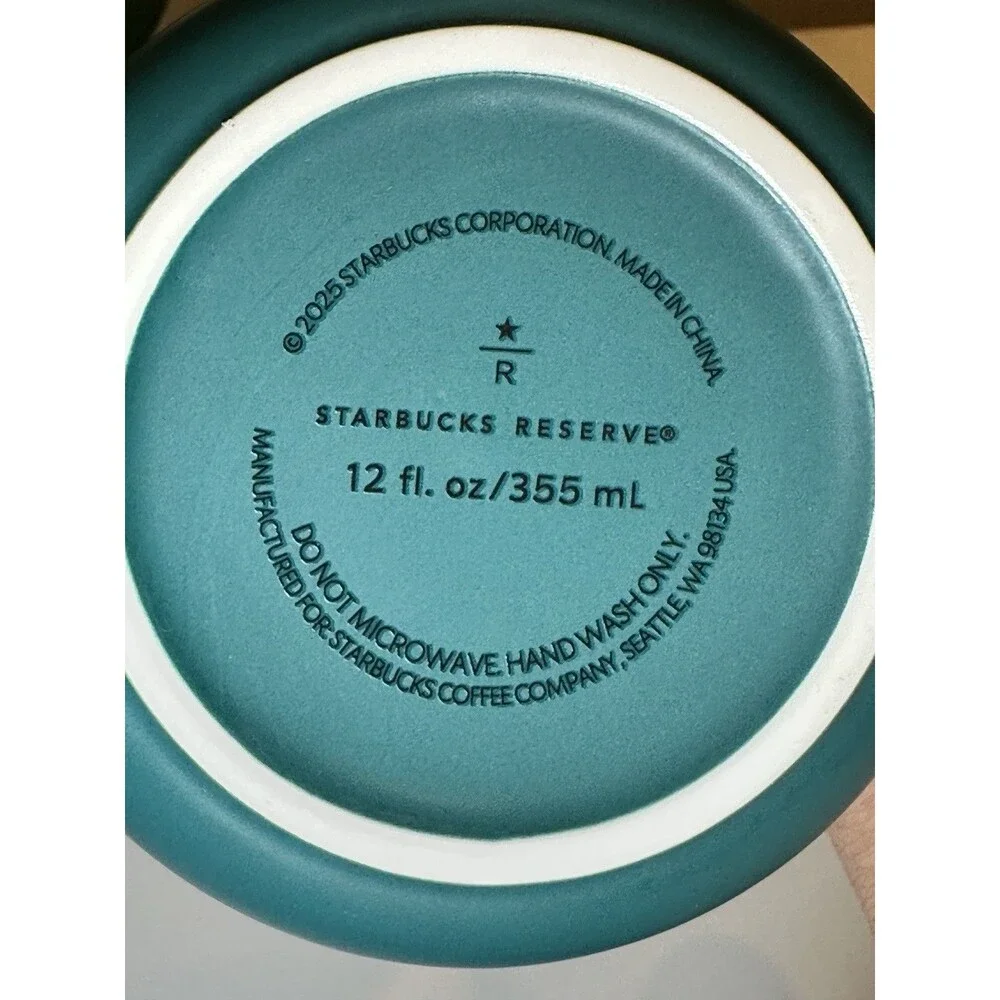 © 2025 STARBUCKS CORPORATION. MADE IN CHINA.
R
STARBUCKS RESERVE®
12 fl. oz/355 mL
DO NOT MICROWAVE. HAND WASH ONLY.
MANUFACTURED FOR: STARBUCKS COFFEE COMPANY, SEATTLE, WA 98134 USA.